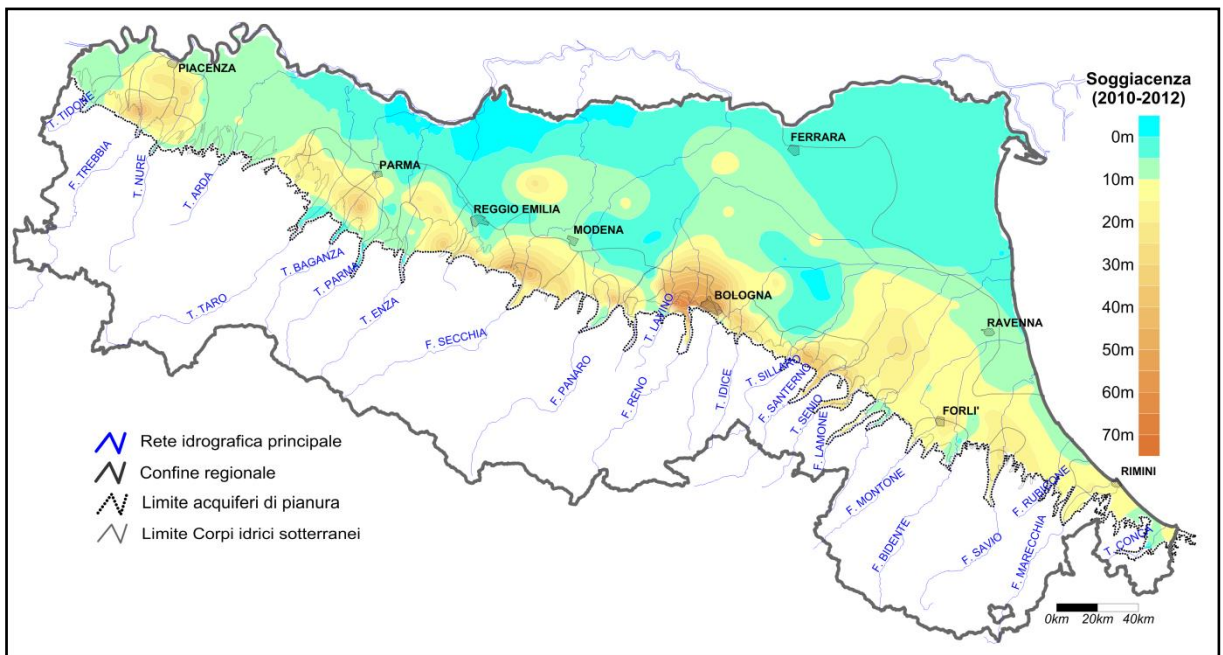 PIACENZA
Soggiacenza
(2010-2012)
0m
10m
20m
30m
40m
50m
60m
70m
T. TIDONE
F. TREBBIA
T. NURE
T. ARDA
PARMA
FERRARA
REGGIO EMILIA
MODENA
T. BAGANZA
T. PARMA
T. TARO
T. ENZA
F. SECCHIA
BOLOGNA
T. LAVINO
F. PANARO
F. RENO
T. IDICE
T. SILLARO
F. SANTERNO
T. SENIO
F. LAMONE
RAVENNA
FORLI'
F. MONTONE
F. BIDENTE
F. SAVIO
F. RUBICONE
F. MARECCHIA
RIMINI
T. CONCA
Rete idrografica principale
Confine regionale
Limite acquiferi di pianura
Limite Corpi idrici sotterranei
0km 20km 40km